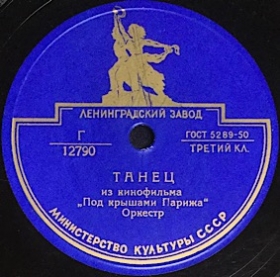 ЛЕНИНГРАДСКИЙ ЗАВОД
Г
12790
ГОСТ 5289-50
ТРЕТИЙ КЛ.
ТАНЕЦ
из кинофильма
„Под крышами Парижа"
Оркестр
МИНИСТЕРСТВО КУЛЬТУРЫ СССР